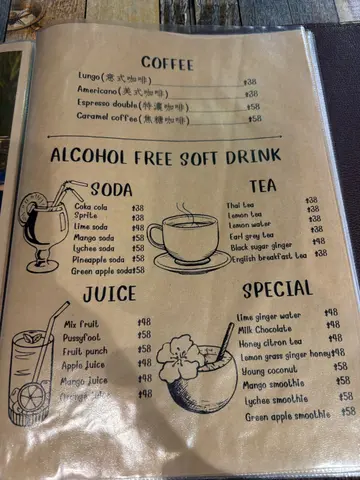 COFFEE
Lungo(意式咖啡) ฿38
Americano(美式咖啡) ฿38
Espresso double(特濃咖啡) ฿58
Caramel coffee(焦糖咖啡) ฿58
ALCOHOL FREE SOFT DRINK
SODA
Coka cola ฿38
Sprite ฿38
Lime soda ฿48
Mango soda ฿58
Lychee soda ฿58
Pineapple soda ฿58
Green apple soda฿58
TEA
Thai tea ฿38
Lemon tea ฿38
Lemon water ฿38
Earl grey tea ฿38
Black sugar ginger ฿48
English breakfast tea ฿38
JUICE
Mix fruit ฿48
Pussyfoot ฿58
Fruit punch ฿58
Apple Juice ฿48
Mango juice ฿48
Orange juice ฿48
SPECIAL
Lime ginger water ฿48
Milk Chocolate ฿48
Honey citron tea ฿48
Lemon grass ginger honey฿48
Young coconut ฿58
Mango smoothie ฿58
Lychee smoothie ฿58
Green apple smoothie ฿58